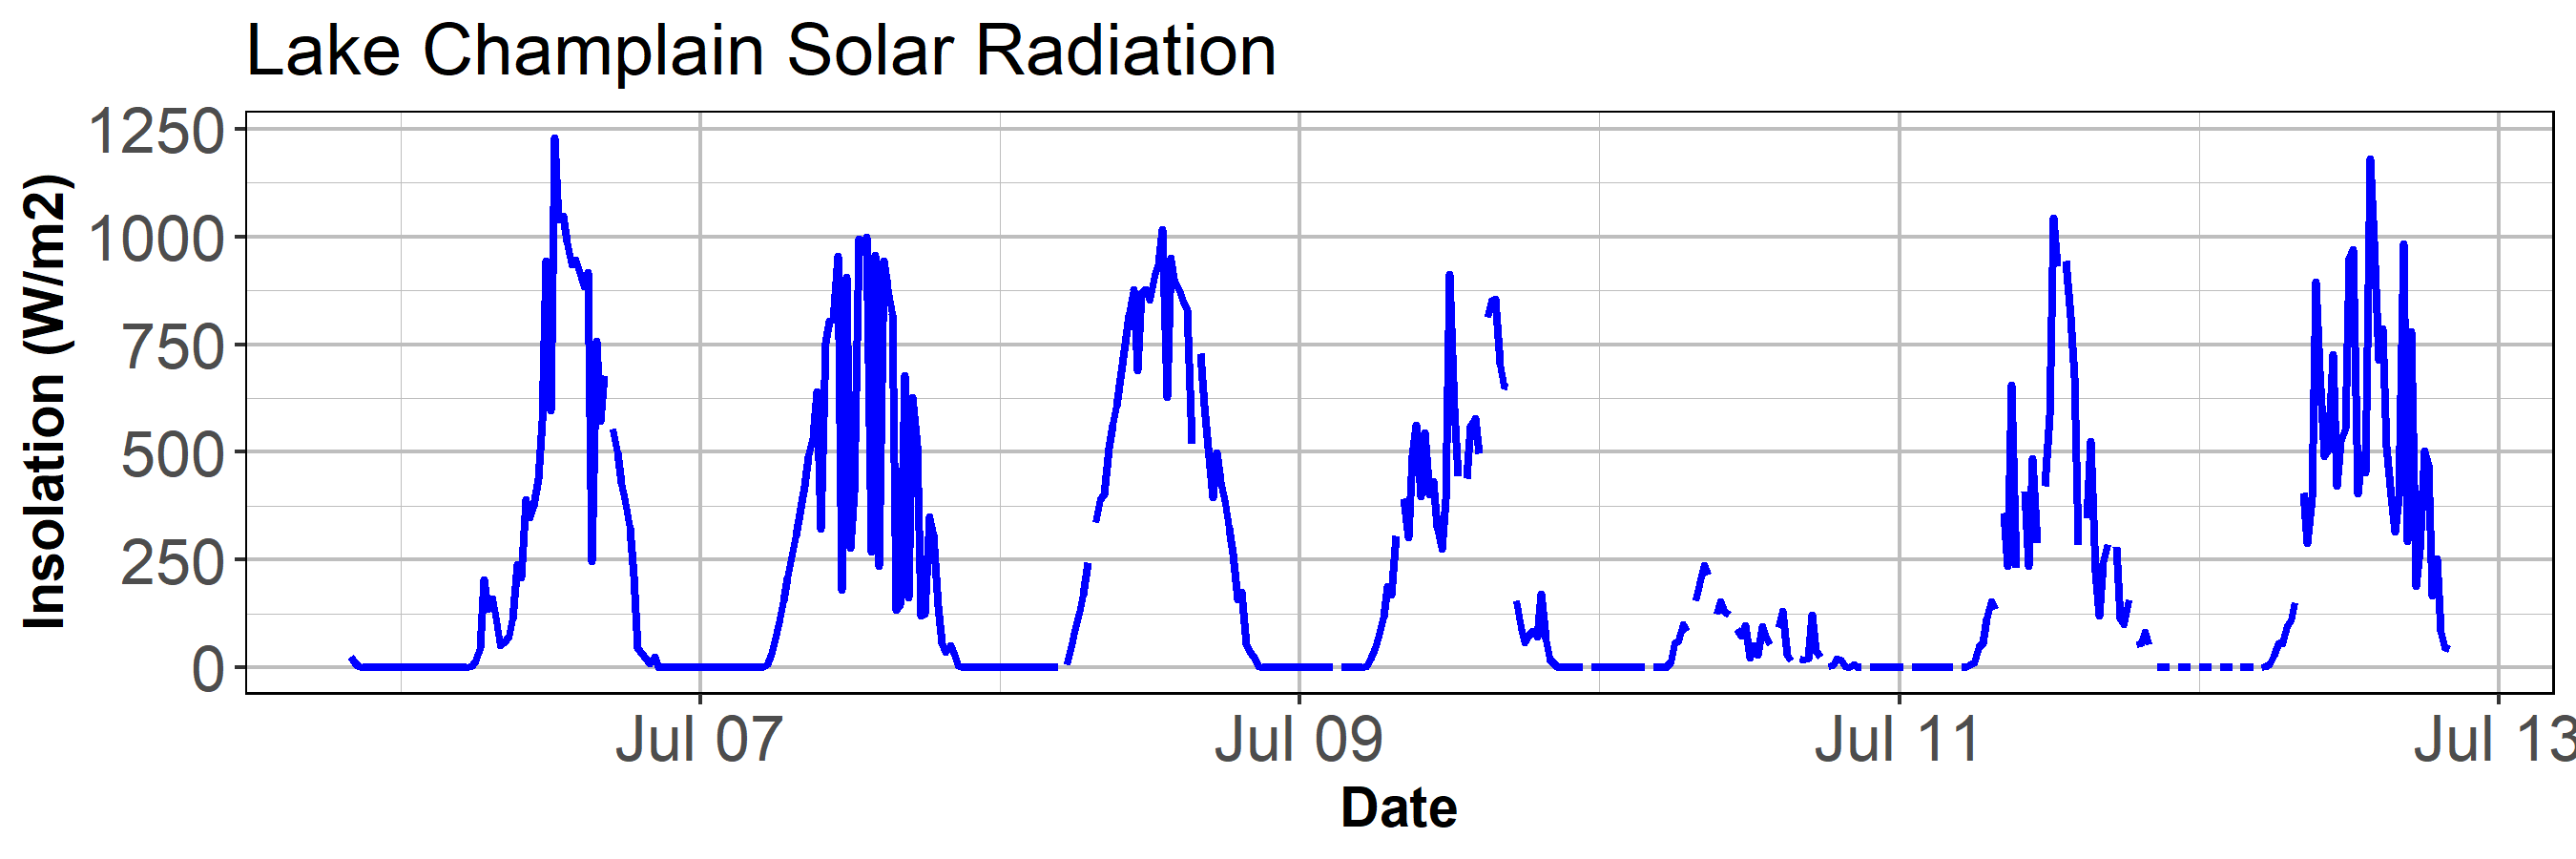 Lake Champlain Solar Radiation
1250
1000
750
500
250
0
Insolation (W/m2)
Jul 07
Jul 09
Jul 11
Jul 13
Date